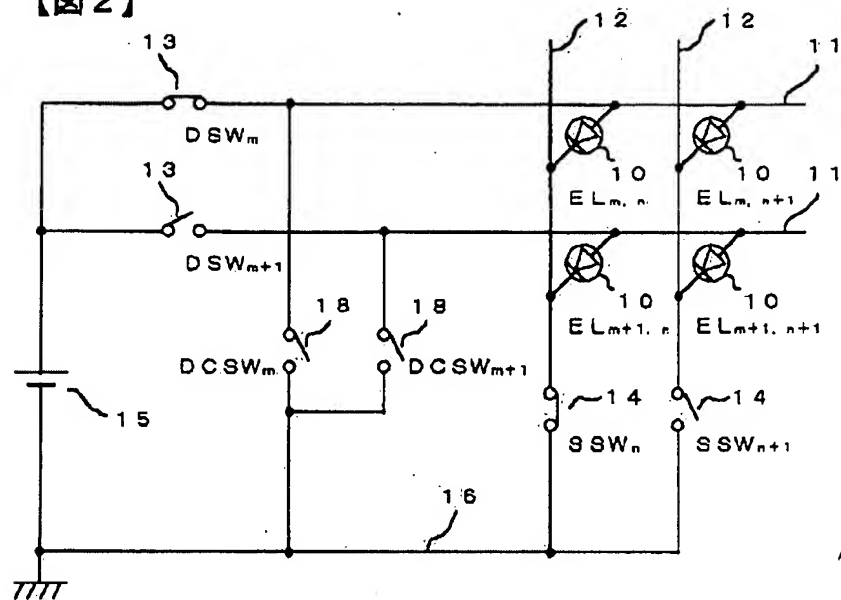 【図2】
13 12 12 11
DSWm
13 10 10 11
ELm, n ELm, n+1
DSWm+1
18 18 10 10
ELm+1, n ELm+1, n+1
DCSWm DCSWm+1
15 14 14
SSWn SSWn+1
16